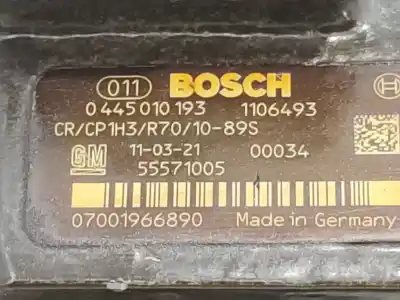 011 BOSCH
0 445 010 193 1106493
CR/CP1H3/R70/10-89S
GM 11-03-21 00034
55571005
07001966890 Made in Germany